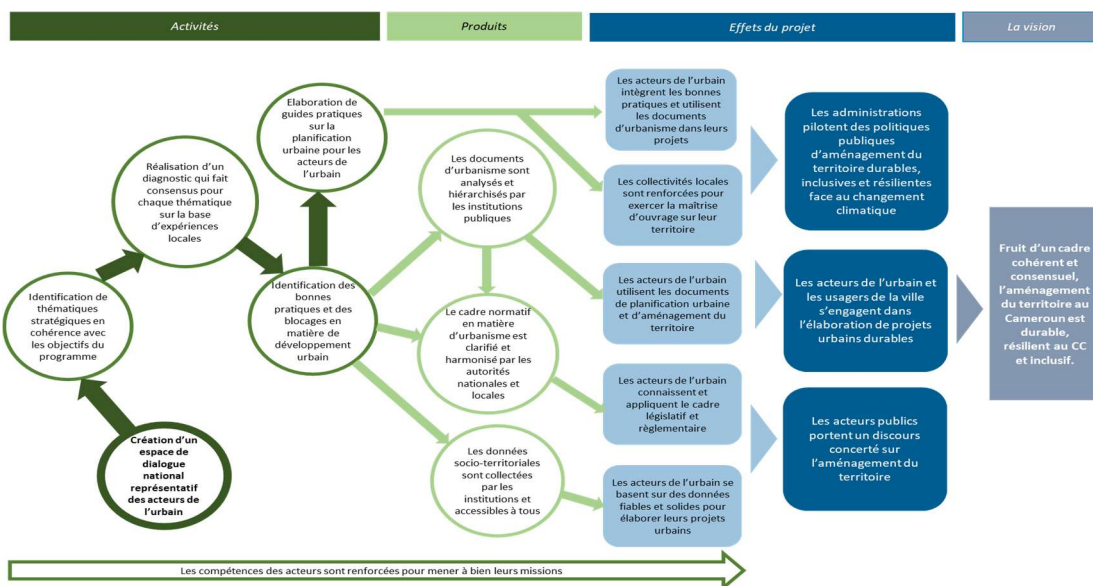 Activités
Produits
Effets du projet
La vision
Création d'un
espace de
dialogue
national
représentatif
des acteurs de
l'urbain
Identification de
thématiques
stratégiques en
cohérence avec
les objectifs du
programme
Réalisation d'un
diagnostic qui fait
consensus pour
chaque thématique
sur la base
d'expériences
locales
Identification des
bonnes
pratiques et des
blocages en
matière de
développement
urbain
Elaboration de
guides pratiques
sur la
planification
urbaine pour les
acteurs de
l'urbain
Les documents
d'urbanisme sont
analysés et
hiérarchisés par
les institutions
publiques
Le cadre normatif
en matière
d'urbanisme est
clarifié et
harmonisé par les
autorités
nationales et
locales
Les données
socio-territoriales
sont collectées
par les
institutions et
accessibles à tous
Les acteurs de l'urbain
intègrent les bonnes
pratiques et utilisent
les documents
d'urbanisme dans leurs
projets
Les collectivités locales
sont renforcées pour
exercer la maîtrise
d'ouvrage sur leur
territoire
Les acteurs de l'urbain
utilisent les documents
de planification urbaine
et d'aménagement du
territoire
Les acteurs de l'urbain
connaissent et
appliquent le cadre
législatif et
règlementaire
Les acteurs de l'urbain se
basent sur des données
fiables et solides pour
élaborer leurs projets
urbains
Les administrations
pilotent des politiques
publiques
d'aménagement du
territoire durables,
inclusives et résilientes
face au changement
climatique
Les acteurs de l'urbain et
les usagers de la ville
s'engagent dans
l'élaboration de projets
urbains durables
Les acteurs publics
portent un discours
concerté sur
l'aménagement du
territoire
Fruit d'un cadre
cohérent et
consensuel,
l'aménagement
du territoire au
Cameroun est
durable,
résilient au CC
et inclusif.
Les compétences des acteurs sont renforcées pour mener à bien leurs missions